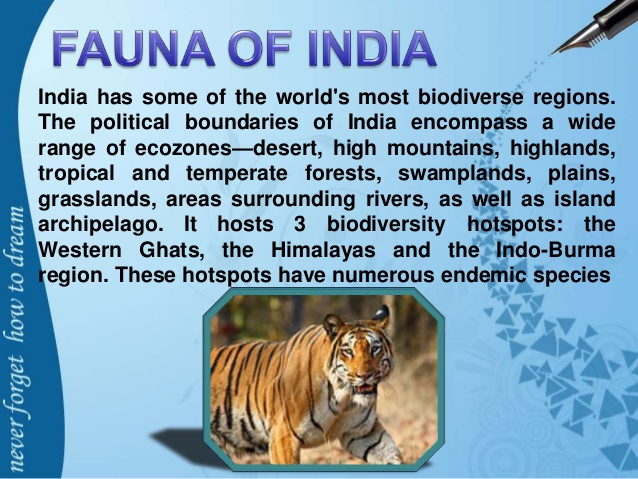 FAUNA OF INDIA
India has some of the world's most biodiverse regions.
The political boundaries of India encompass a wide
range of ecozones—desert, high mountains, highlands,
tropical and temperate forests, swamplands, plains,
grasslands, areas surrounding rivers, as well as island
archipelago. It hosts 3 biodiversity hotspots: the
Western Ghats, the Himalayas and the Indo-Burma
region. These hotspots have numerous endemic species
never forget how to dream